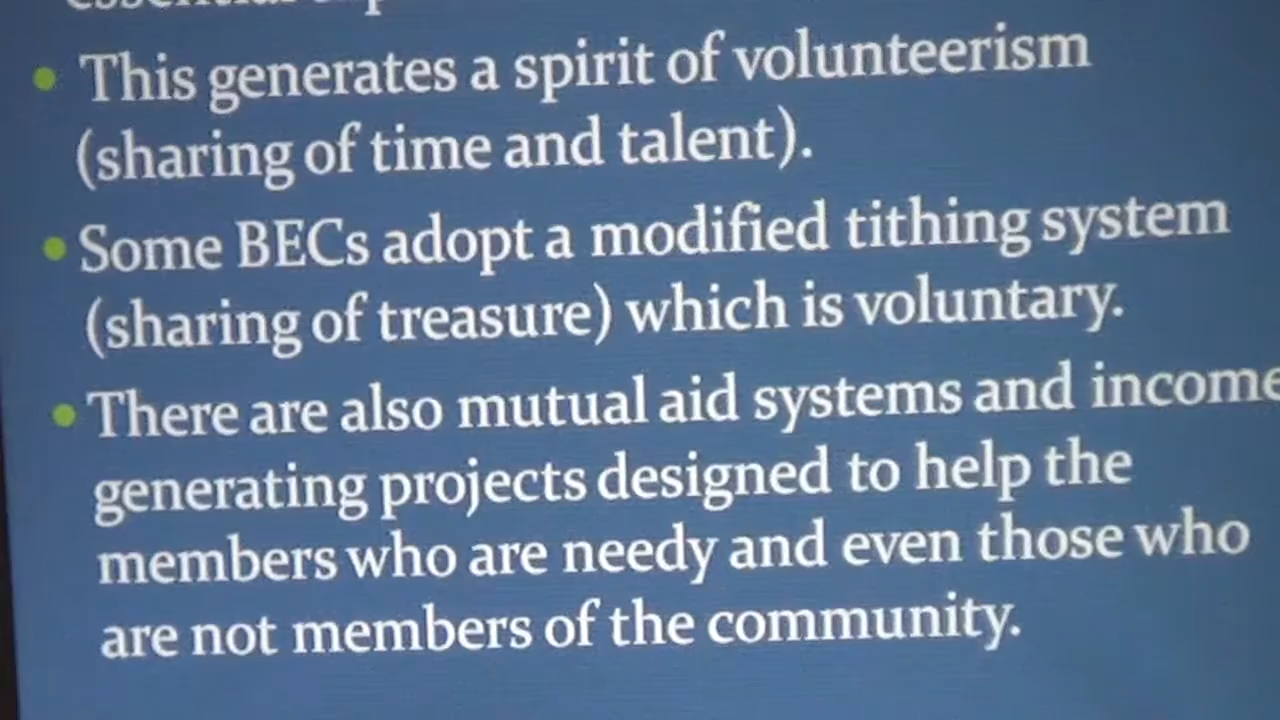 essential
• This generates a spirit of volunteerism
(sharing of time and talent).
• Some BECs adopt a modified tithing system
(sharing of treasure) which is voluntary.
• There are also mutual aid systems and income
generating projects designed to help the
members who are needy and even those who
are not members of the community.